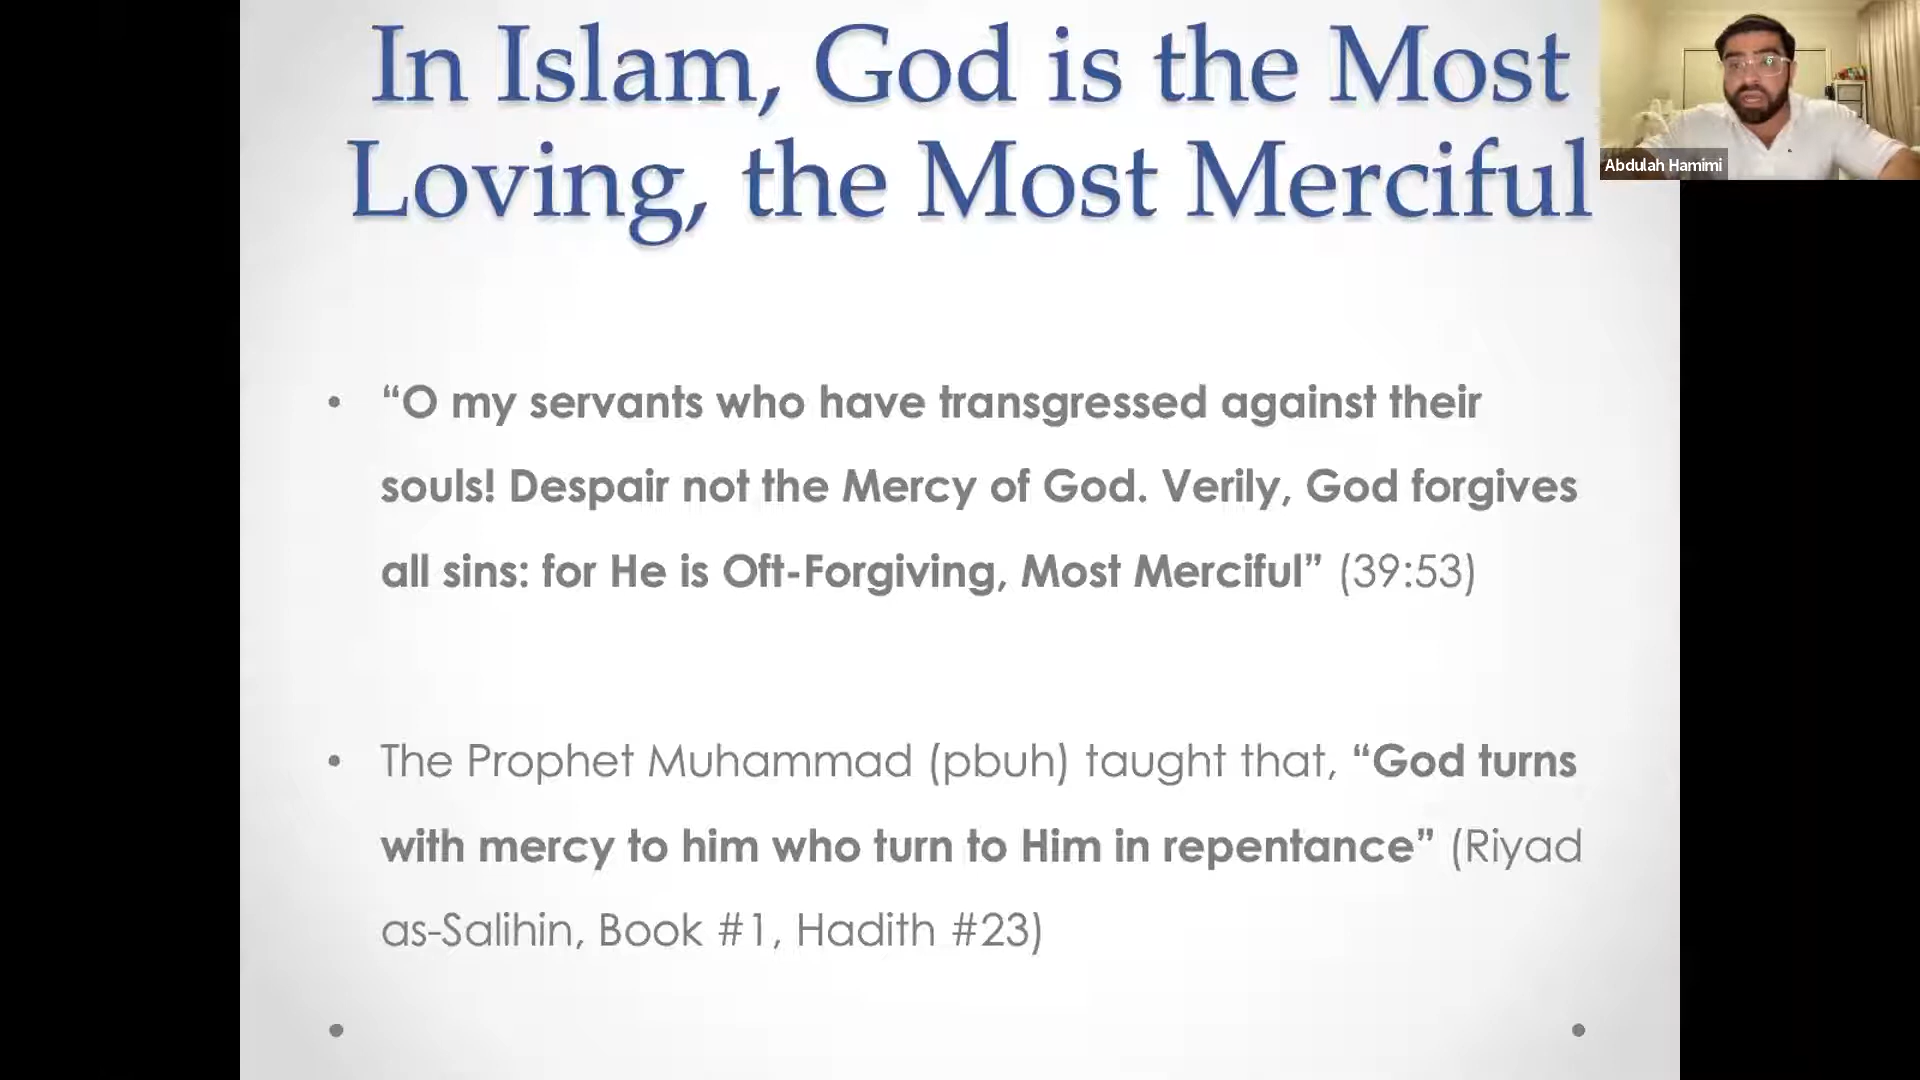 In Islam, God is the Most
Loving, the Most Merciful
Abdulah Hamimi
• “O my servants who have transgressed against their
souls! Despair not the Mercy of God. Verily, God forgives
all sins: for He is Oft-Forgiving, Most Merciful” (39:53)
• The Prophet Muhammad (pbuh) taught that, “God turns
with mercy to him who turn to Him in repentance” (Riyad
as-Salihin, Book #1, Hadith #23)